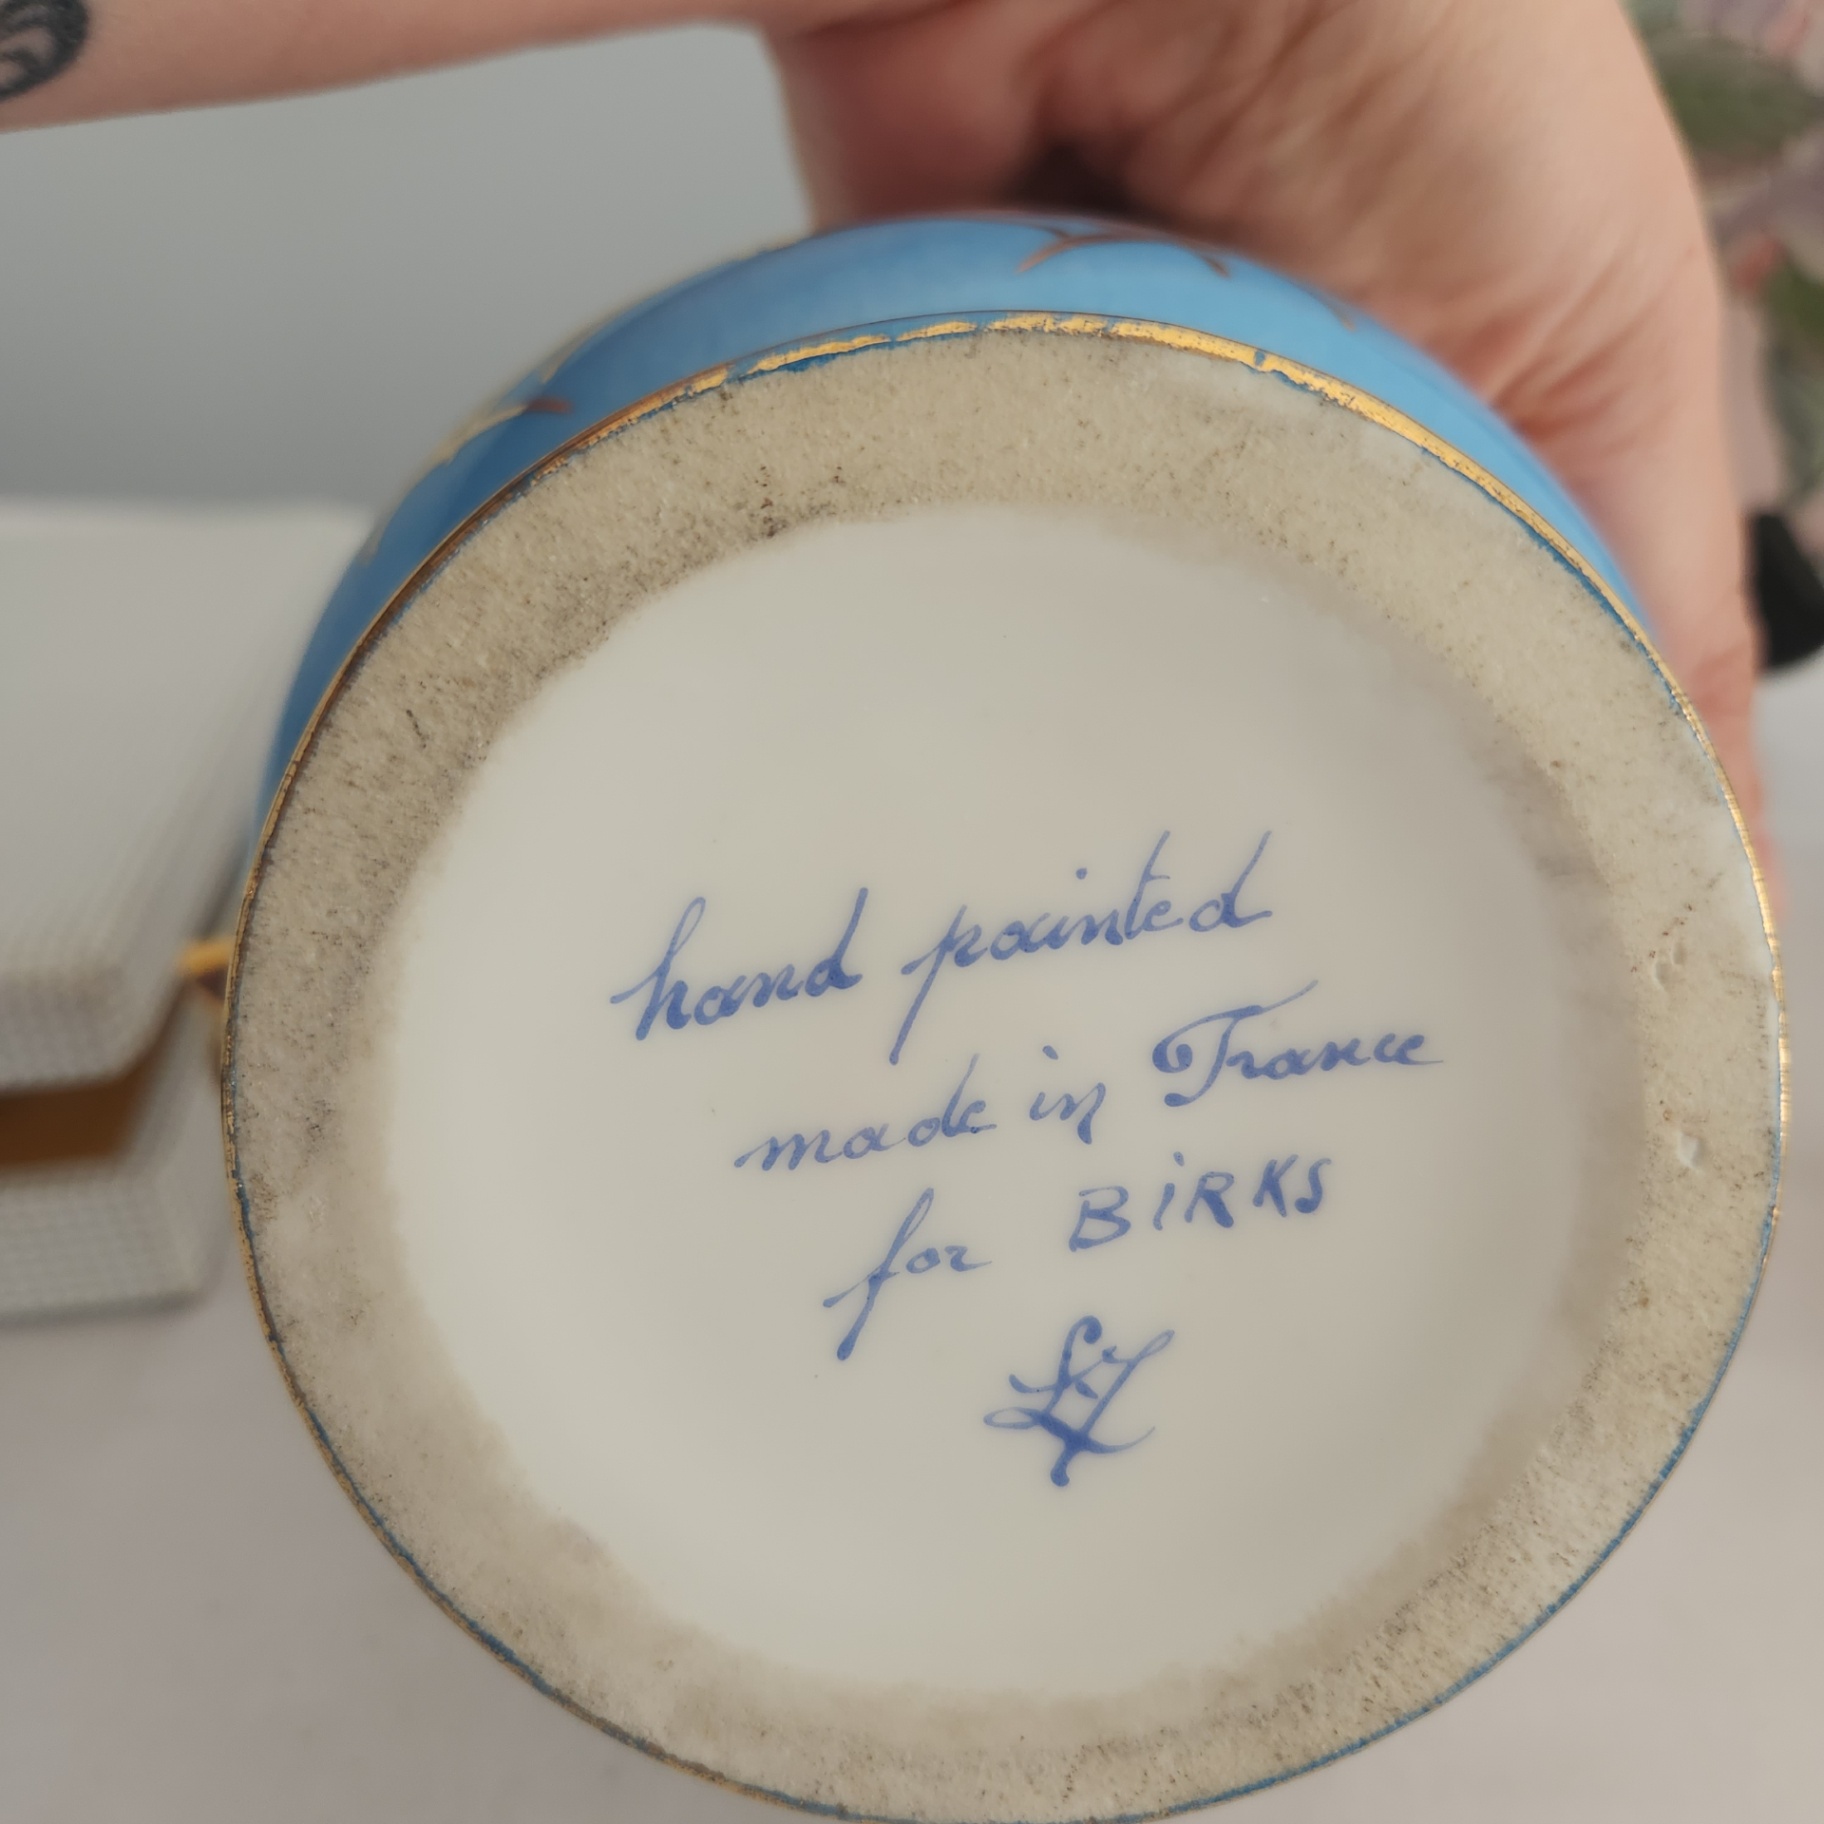 hand painted
made in France
for BiRKS